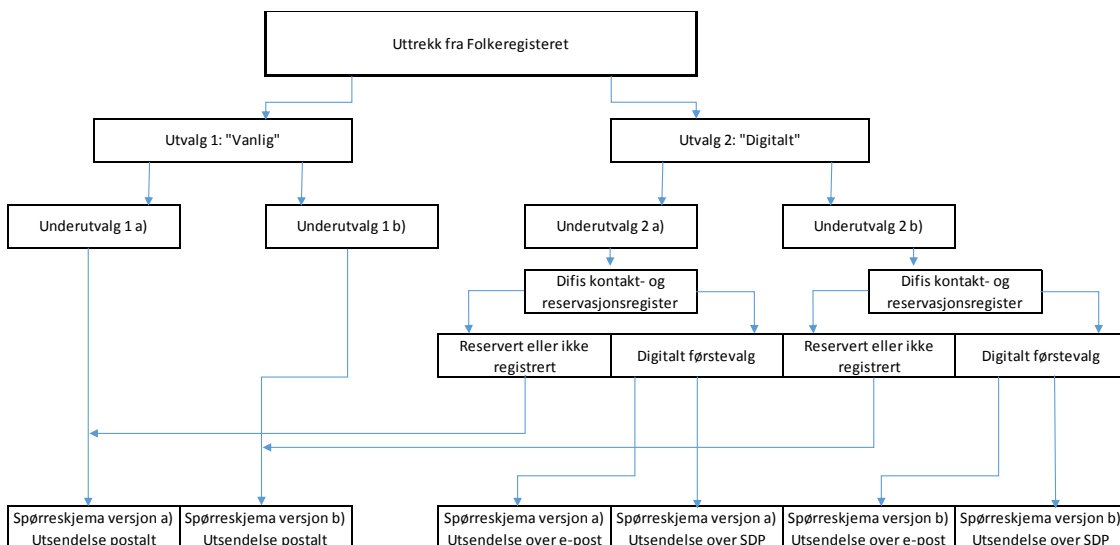 Uttrekk fra Folkeregisteret
Utvalg 1: "Vanlig"
Utvalg 2: "Digitalt"
Underutvalg 1 a)
Underutvalg 1 b)
Underutvalg 2 a)
Underutvalg 2 b)
Difis kontakt- og
reservasjonsregister
Difis kontakt- og
reservasjonsregister
Reservert eller ikke
registrert
Digitalt førstevalg
Reservert eller ikke
registrert
Digitalt førstevalg
Spørreskjema versjon a)
Utsendelse postalt
Spørreskjema versjon b)
Utsendelse postalt
Spørreskjema versjon a)
Utsendelse over e-post
Spørreskjema versjon a)
Utsendelse over SDP
Spørreskjema versjon b)
Utsendelse over e-post
Spørreskjema versjon b)
Utsendelse over SDP